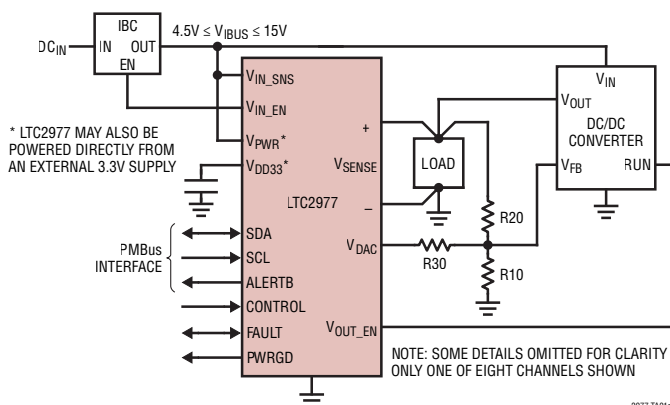 IBC
4.5V ≤ VIBUS ≤ 15V
DCIN
IN OUT
EN
VIN_SNS
VIN_EN
VPWR*
VDD33*
* LTC2977 MAY ALSO BE
POWERED DIRECTLY FROM
AN EXTERNAL 3.3V SUPPLY
LTC2977
+
VSENSE
–
VDAC
VOUT_EN
LOAD
VIN
VOUT
DC/DC
CONVERTER
VFB
RUN
R20
R30
R10
PMBus
INTERFACE
SDA
SCL
ALERTB
CONTROL
FAULT
PWRGD
NOTE: SOME DETAILS OMITTED FOR CLARITY
ONLY ONE OF EIGHT CHANNELS SHOWN